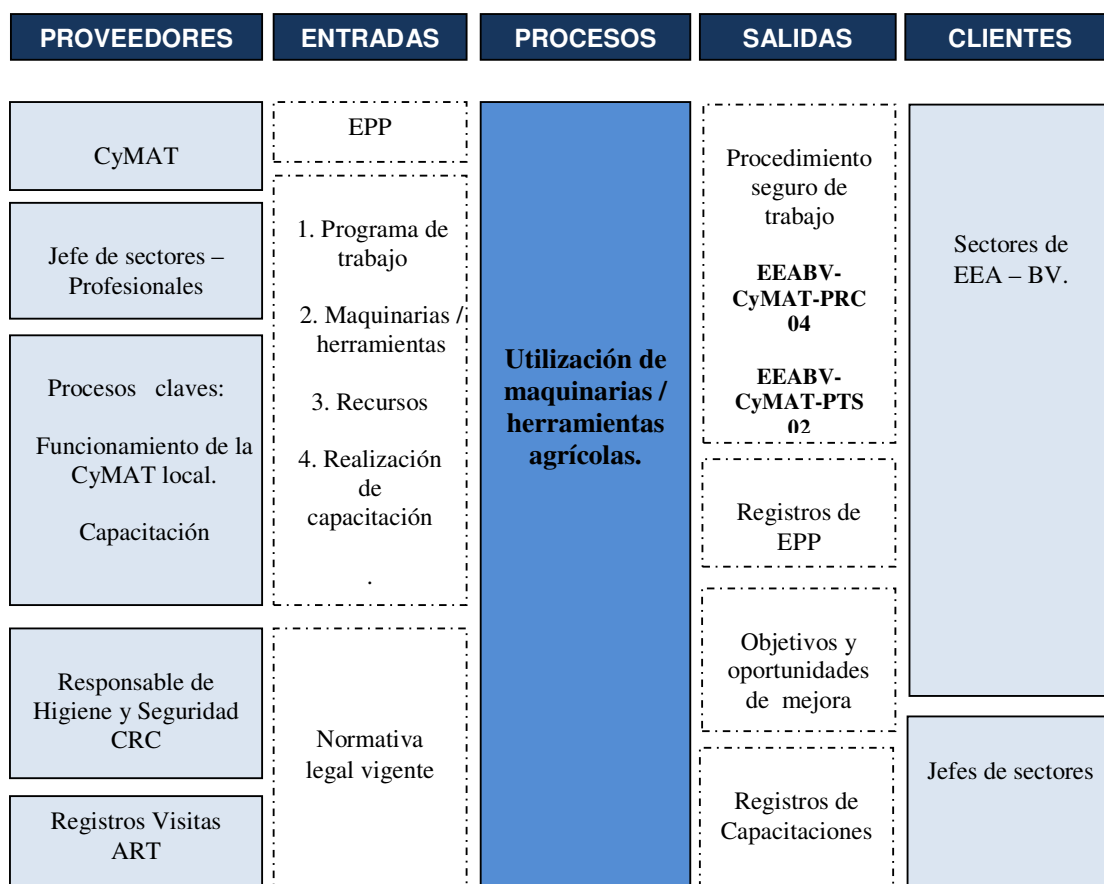 PROVEEDORES
ENTRADAS
PROCESOS
SALIDAS
CLIENTES
CyMAT
Jefe de sectores –
Profesionales
Procesos claves:
Funcionamiento de la
CyMAT local.
Capacitación
Responsable de
Higiene y Seguridad
CRC
Registros Visitas
ART
EPP
1. Programa de
trabajo
2. Maquinarias /
herramientas
3. Recursos
4. Realización
de
capacitación
.
Normativa
legal vigente
Utilización de
maquinarias /
herramientas
agrícolas.
Procedimiento
seguro de
trabajo
EEABV-
CyMAT-PRC
04
EEABV-
CyMAT-PTS
02
Registros de
EPP
Objetivos y
oportunidades
de mejora
Registros de
Capacitaciones
Sectores de
EEA – BV.
Jefes de sectores